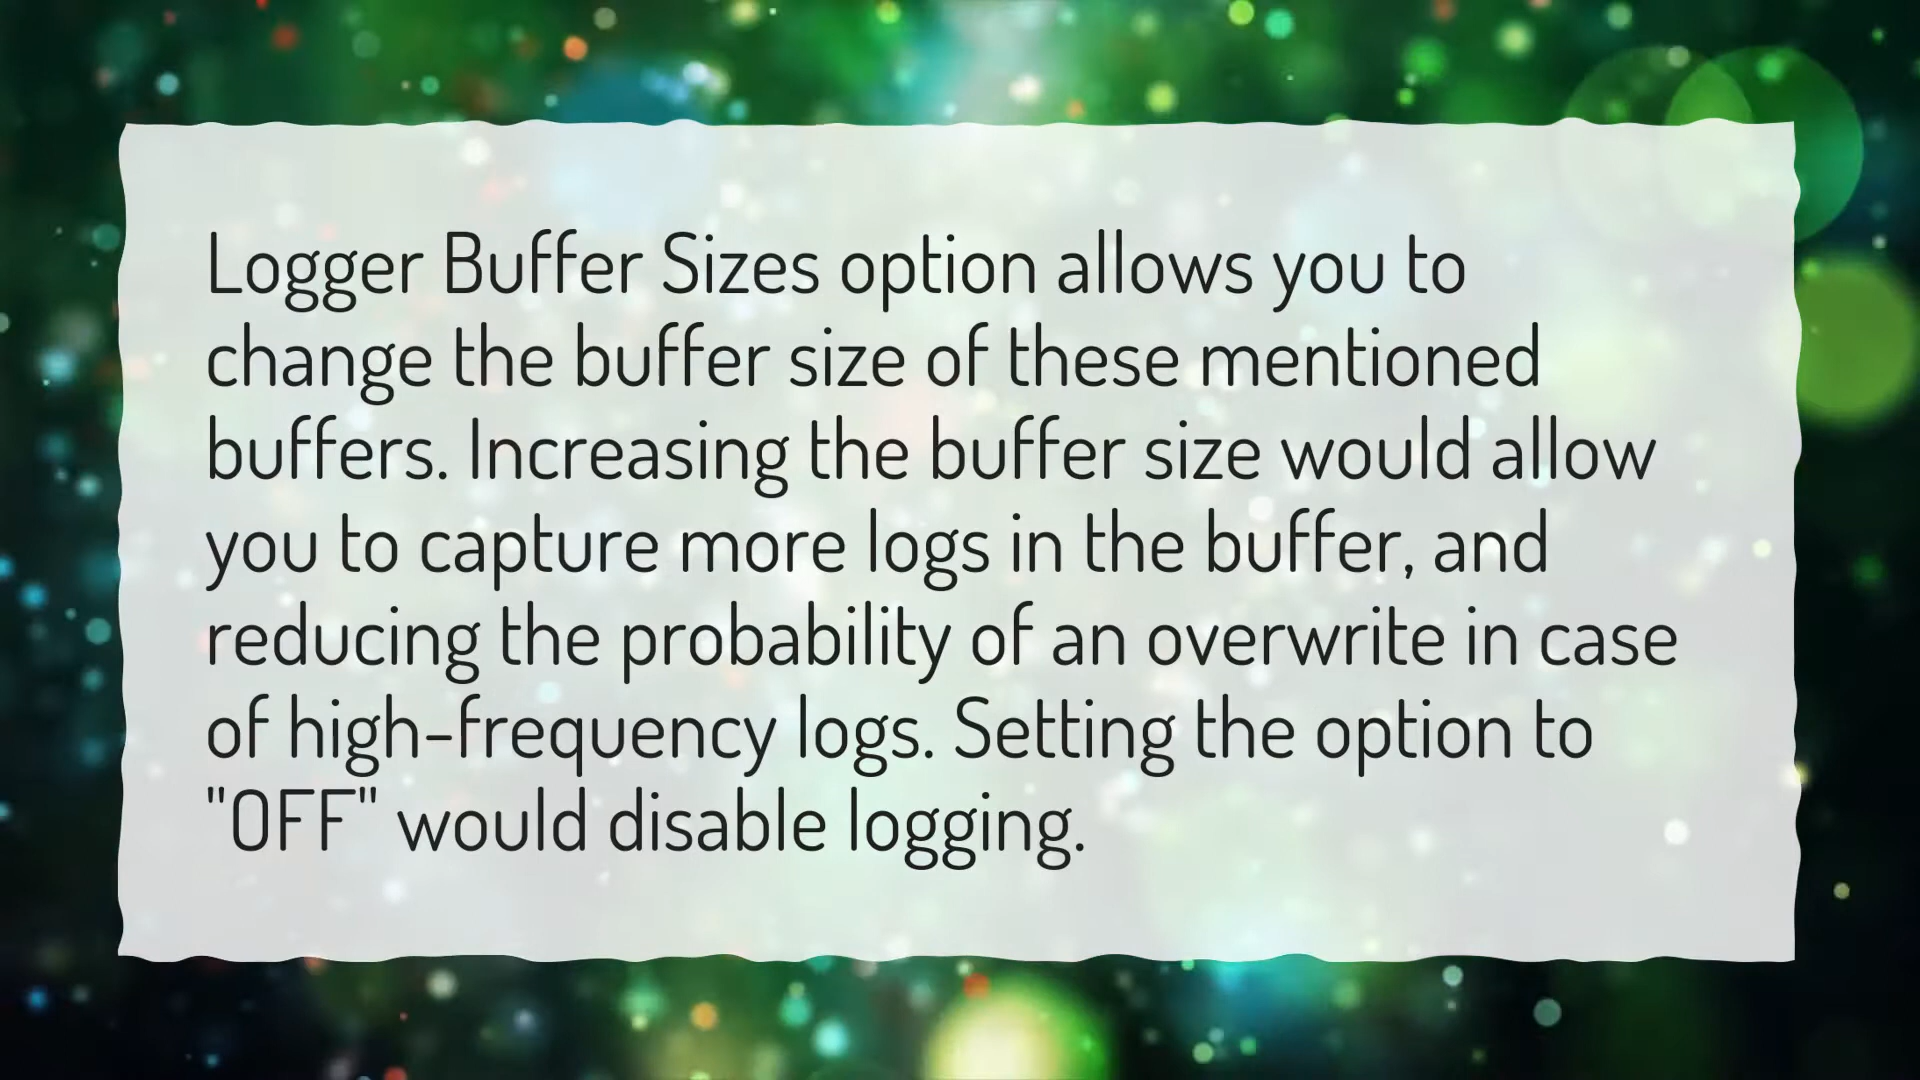 Logger Buffer Sizes option allows you to
change the buffer size of these mentioned
buffers. Increasing the buffer size would allow
you to capture more logs in the buffer, and
reducing the probability of an overwrite in case
of high-frequency logs. Setting the option to
"OFF" would disable logging.